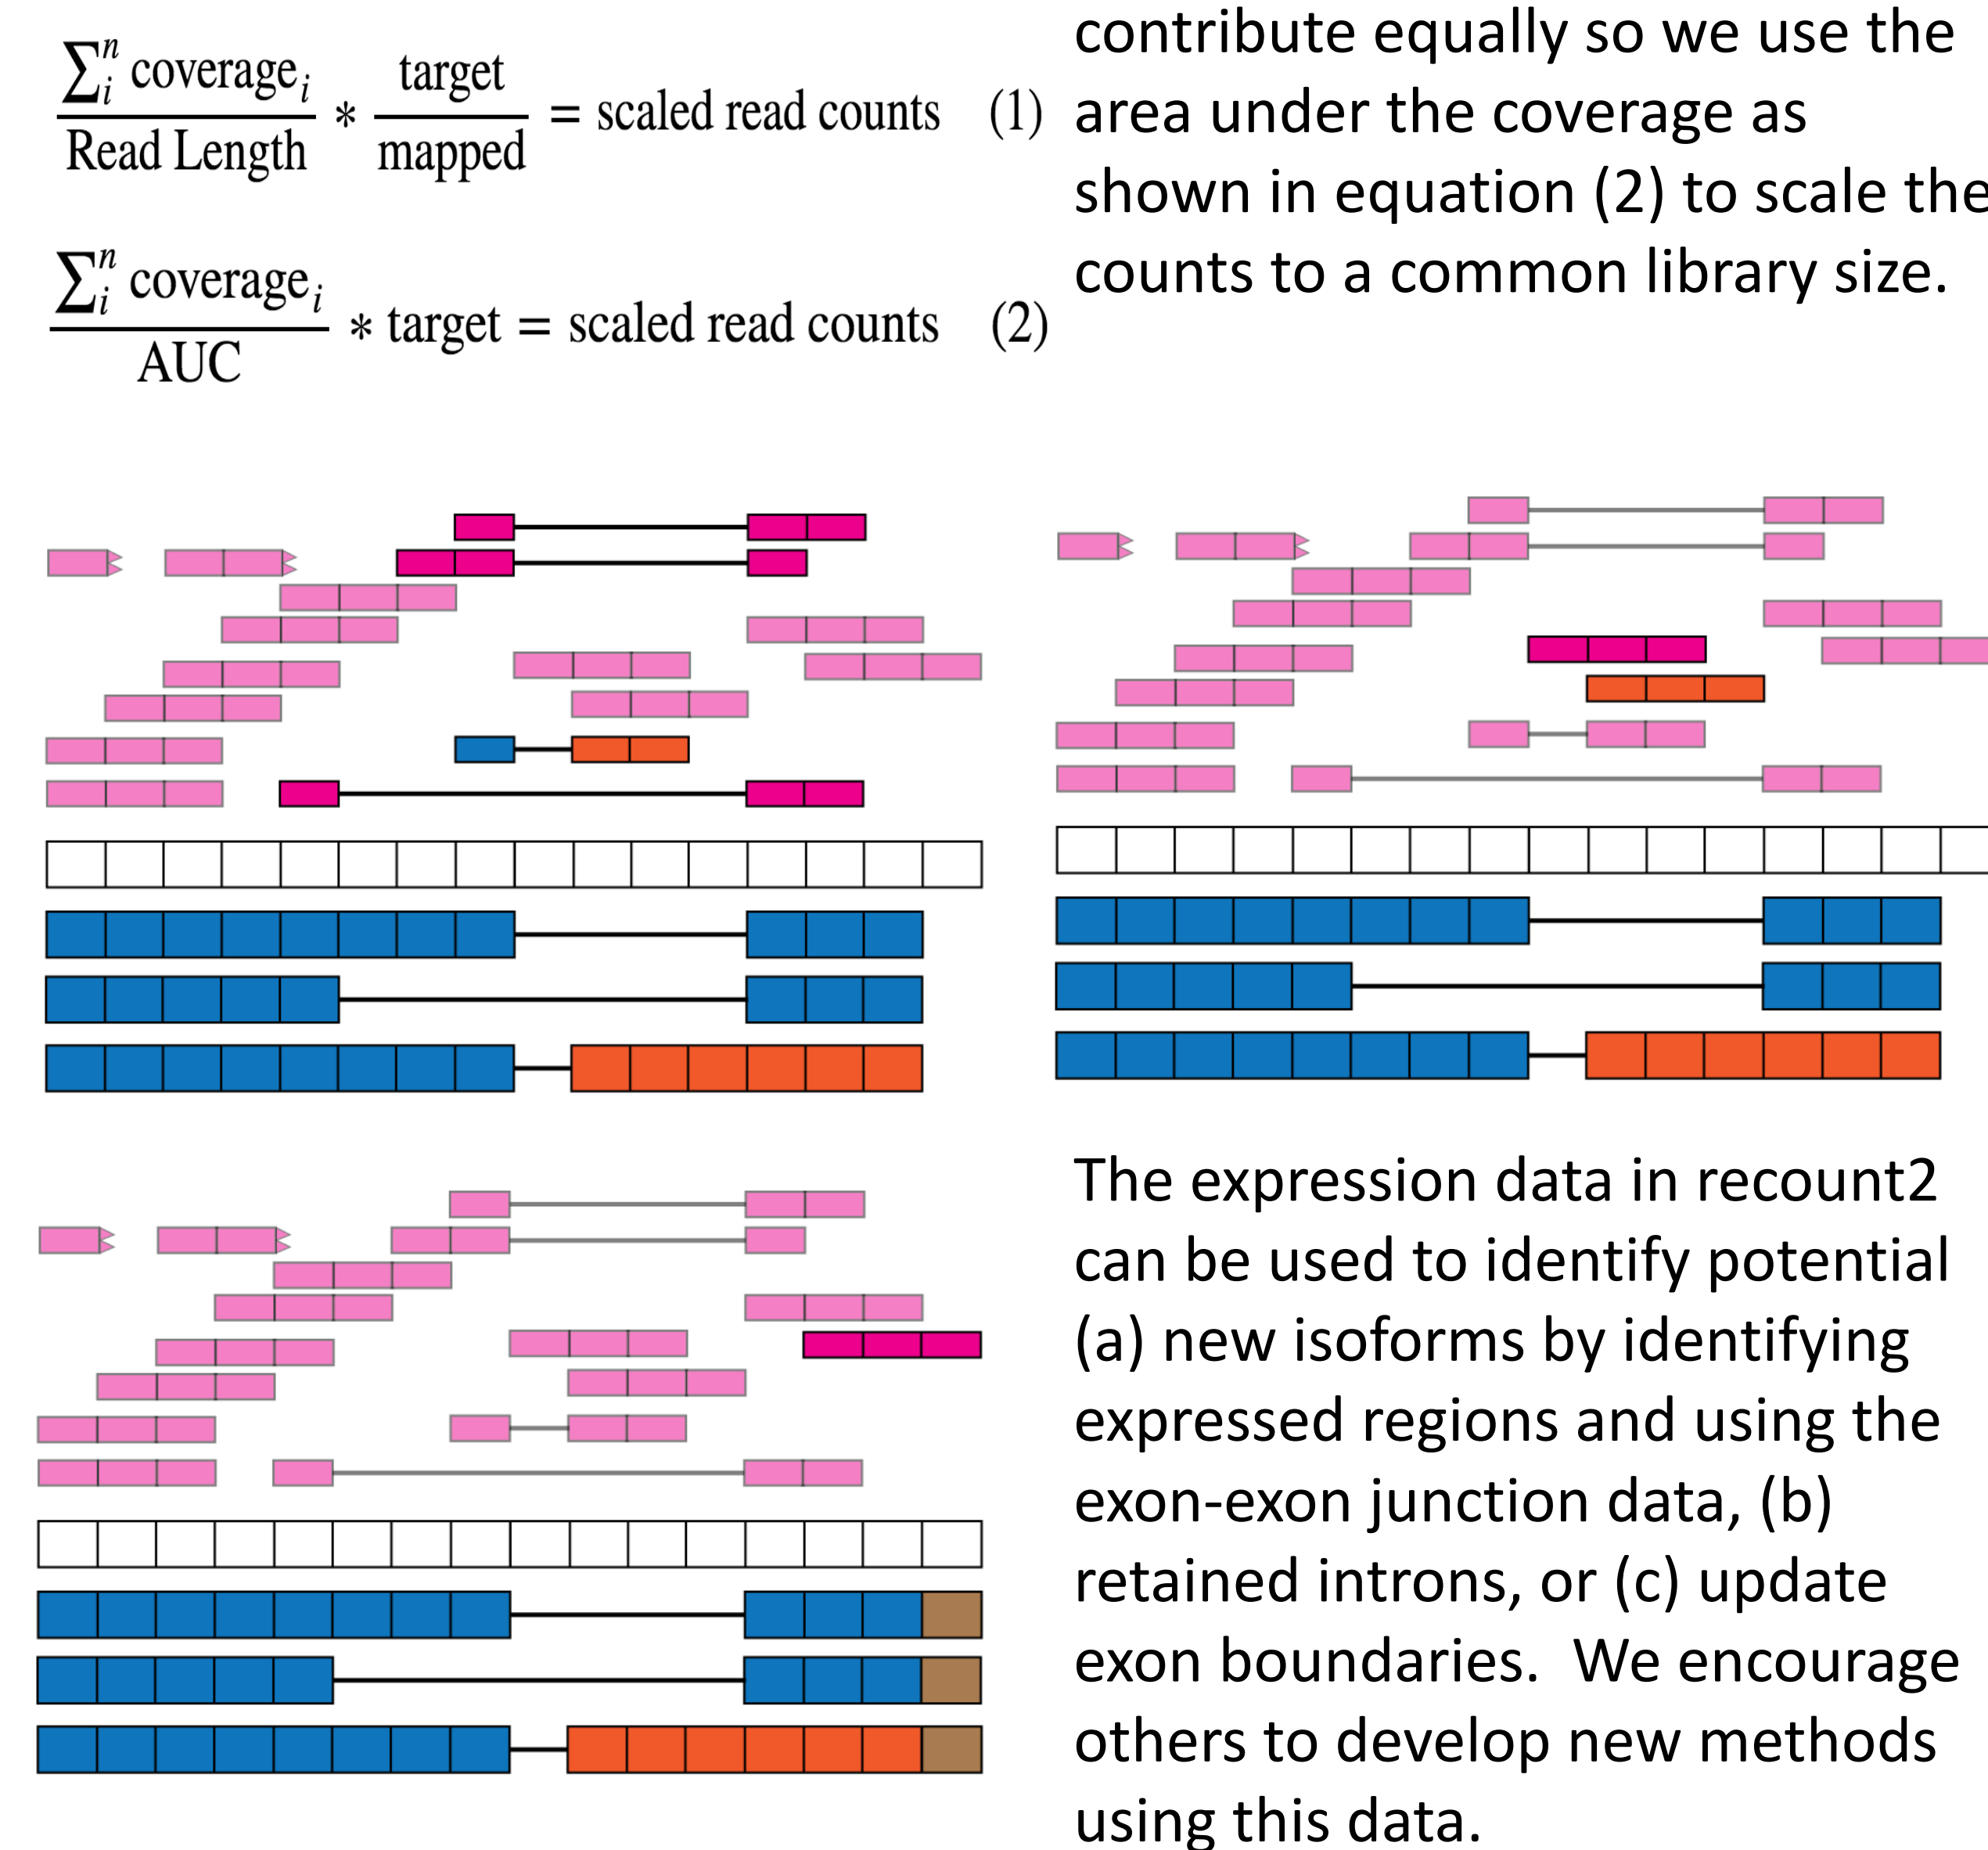 ∑ᵢⁿ coverageᵢ / Read Length * target / mapped = scaled read counts (1)
∑ᵢⁿ coverageᵢ / AUC * target = scaled read counts (2)
contribute equally so we use the
area under the coverage as
shown in equation (2) to scale the
counts to a common library size.
The expression data in recount2
can be used to identify potential
(a) new isoforms by identifying
expressed regions and using the
exon-exon junction data, (b)
retained introns, or (c) update
exon boundaries.  We encourage
others to develop new methods
using this data.